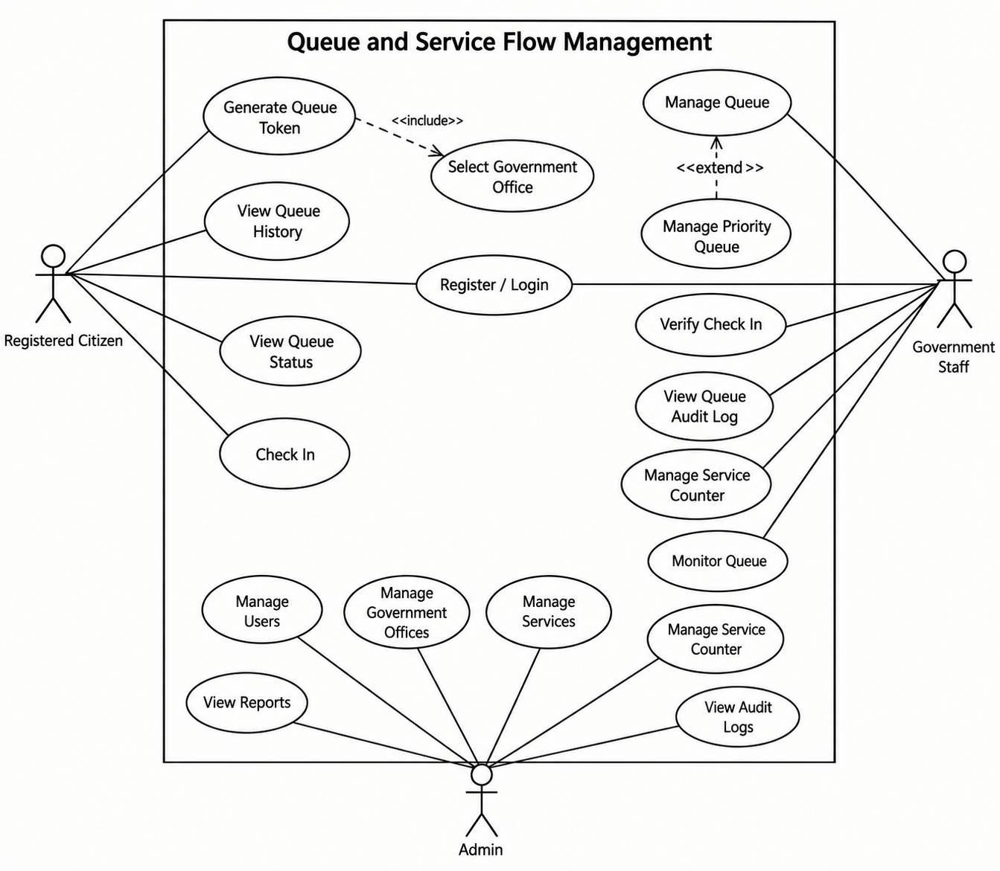 Queue and Service Flow Management
Generate Queue
Token
<<include>>
Select Government
Office
Manage Queue
<<extend >>
Manage Priority
Queue
View Queue
History
Register / Login
Registered Citizen
Government
Staff
View Queue
Status
Verify Check In
View Queue
Audit Log
Check In
Manage Service
Counter
Monitor Queue
Manage
Users
Manage
Government
Offices
Manage
Services
Manage Service
Counter
View Reports
View Audit
Logs
Admin